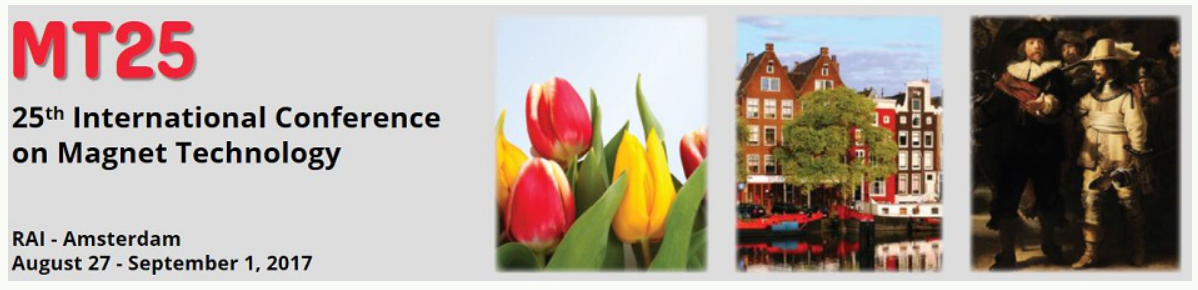 MT25
25th International Conference
on Magnet Technology
RAI - Amsterdam
August 27 - September 1, 2017